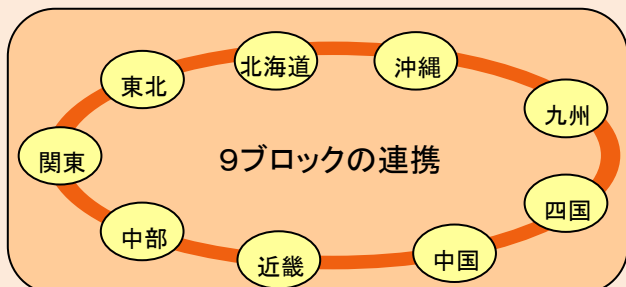 北海道
沖縄
東北
九州
関東
9ブロックの連携
四国
中部
近畿
中国